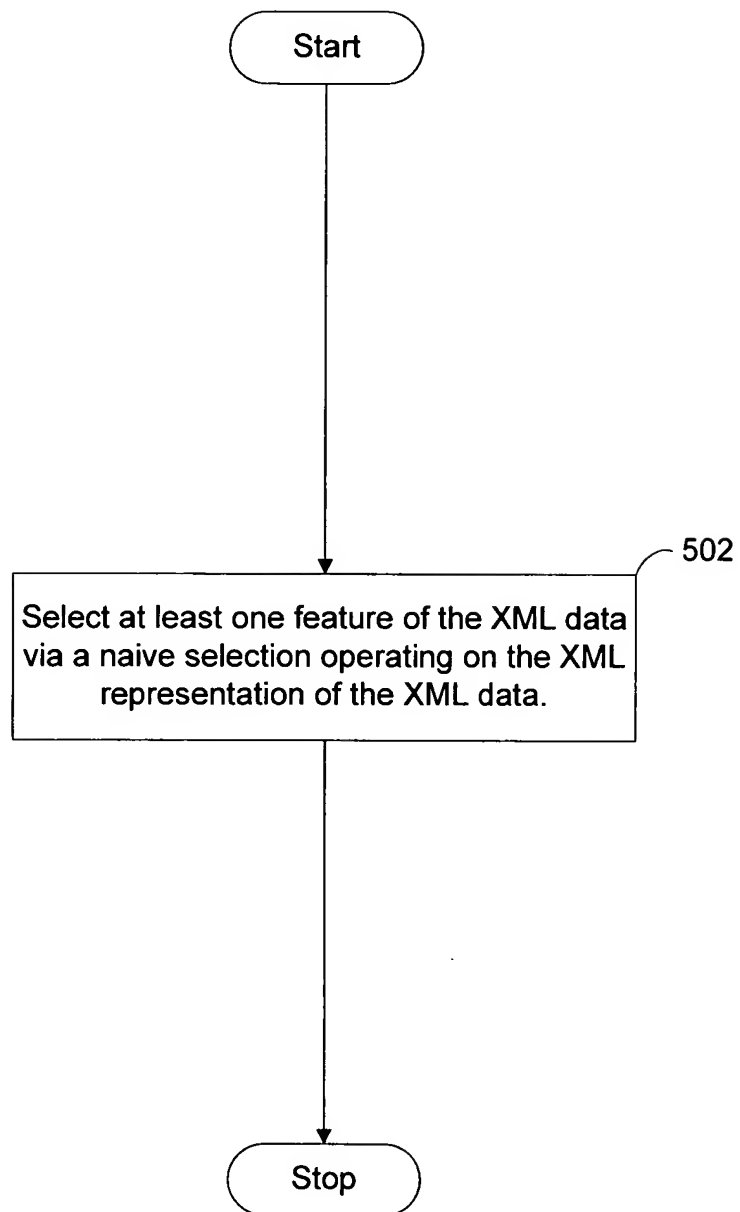 Start
502
Select at least one feature of the XML data
via a naive selection operating on the XML
representation of the XML data.
Stop